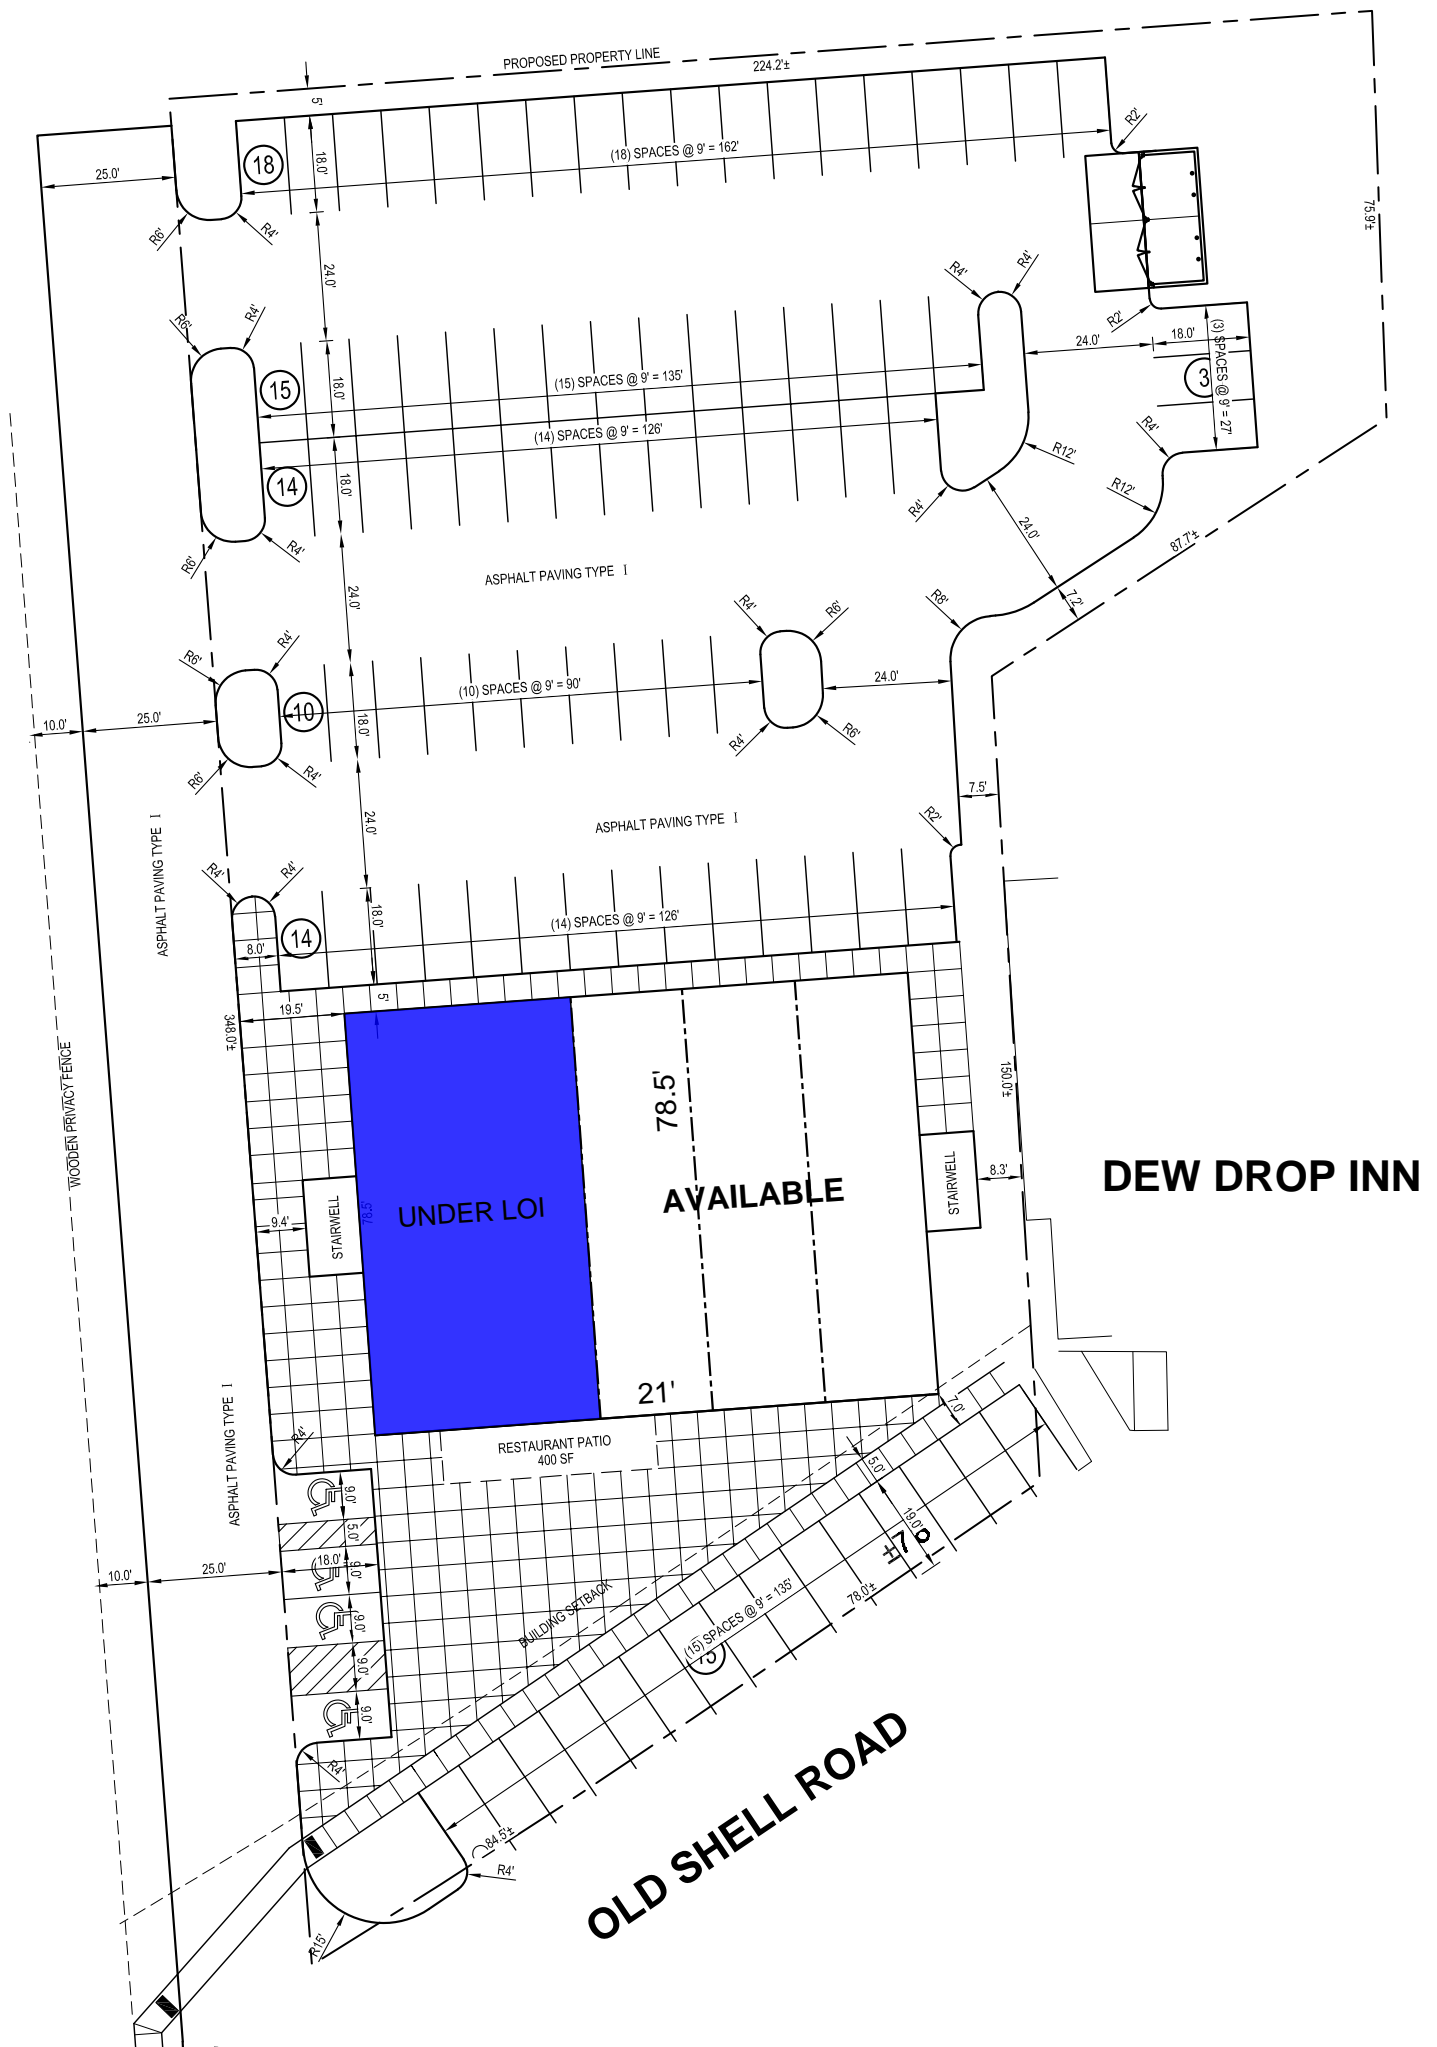 PROPOSED PROPERTY LINE
224.2'±
5'
R2'
18
18.0'
(18) SPACES @ 9' = 162'
25.0'
75.9'±
R6'
R4'
24.0'
R4'
R4'
R6'
R4'
R2'
24.0'
18.0'
(3) SPACES @ 9' = 27'
3
15
18.0'
(15) SPACES @ 9' = 135'
(14) SPACES @ 9' = 126'
R4'
R12'
14
18.0'
R12'
R4'
24.0'
87.7'±
R6'
R4'
ASPHALT PAVING TYPE I
24.0'
7.2'
R4'
R6'
R8'
R6'
R4'
(10) SPACES @ 9' = 90'
24.0'
10
10.0'
25.0'
18.0'
R4'
R6'
R6'
R4'
7.5'
24.0'
ASPHALT PAVING TYPE I
R2'
ASPHALT PAVING TYPE I
R4'
R4'
18.0'
(14) SPACES @ 9' = 126'
14
8.0'
19.5'
5'
348.0'±
WOODEN PRIVACY FENCE
78.5'
150.0'±
STAIRWELL
8.3'
DEW DROP INN
AVAILABLE
UNDER LOI
78.5'
STAIRWELL
9.4'
21'
7.0'
RESTAURANT PATIO
400 SF
R4'
ASPHALT PAVING TYPE I
5.0'
9.0'
5.0'
19.0'
±7.0
18.0'
9.0'
10.0'
25.0'
78.0'±
(15) SPACES @ 9' = 135'
15
BUILDING SETBACK
9.0'
9.0'
9.0'
R4'
OLD SHELL ROAD
84.5'±
R4'
R15'